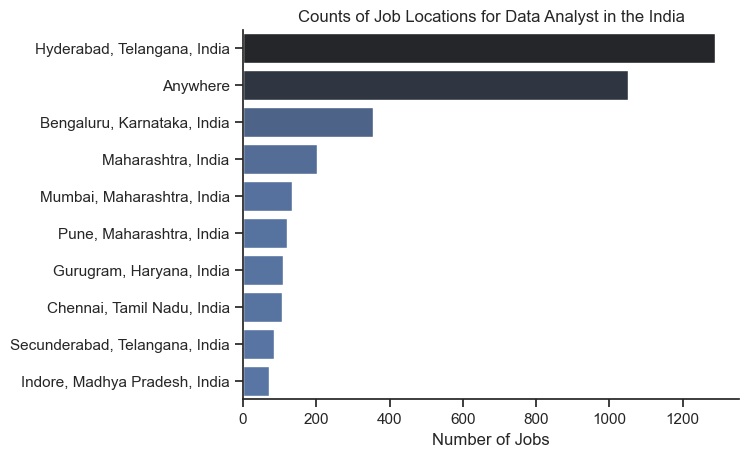 Counts of Job Locations for Data Analyst in the India
Hyderabad, Telangana, India
Anywhere
Bengaluru, Karnataka, India
Maharashtra, India
Mumbai, Maharashtra, India
Pune, Maharashtra, India
Gurugram, Haryana, India
Chennai, Tamil Nadu, India
Secunderabad, Telangana, India
Indore, Madhya Pradesh, India
0 200 400 600 800 1000 1200
Number of Jobs